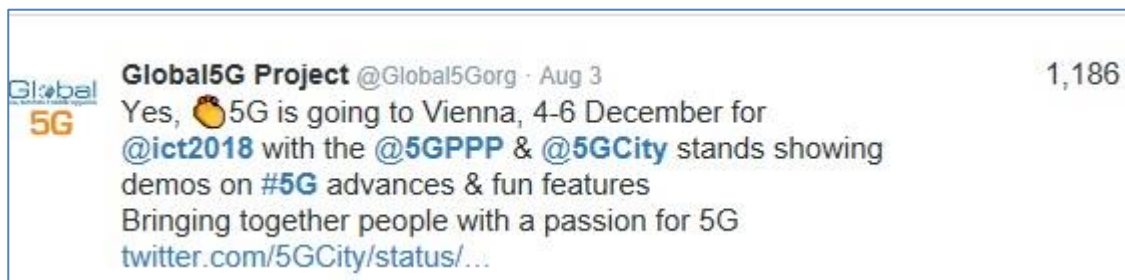 Global5G Project @Global5Gorg · Aug 3
1,186
Global
5G
Yes, 👏5G is going to Vienna, 4-6 December for
@ict2018 with the @5GPPP & @5GCity stands showing
demos on #5G advances & fun features
Bringing together people with a passion for 5G
twitter.com/5GCity/status/...